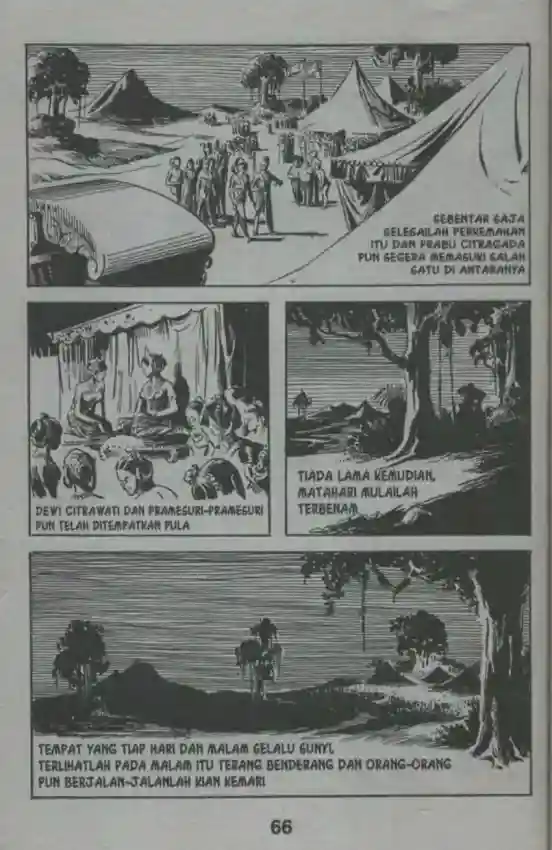 SEBENTAR SAJA
SELESAILAH PERKEMAHAN
ITU DAN PRABU CITRAGADA
PUN SEGERA MEMASUKI SALAH
SATU DI ANTARANYA
DEWI CITRAWATI DAN PRAMESURI-PRAMESURI
PUN TELAH DITEMPATKAN PULA
TIADA LAMA KEMUDIAN,
MATAHARI MULAILAH
TERBENAM
TEMPAT YANG TIAP HARI DAN MALAM SELALU SUNYI,
TERLIHATLAH PADA MALAM ITU TERANG BENDERANG DAN ORANG-ORANG
PUN BERJALAN-JALANLAH KIAN KEMARI
66